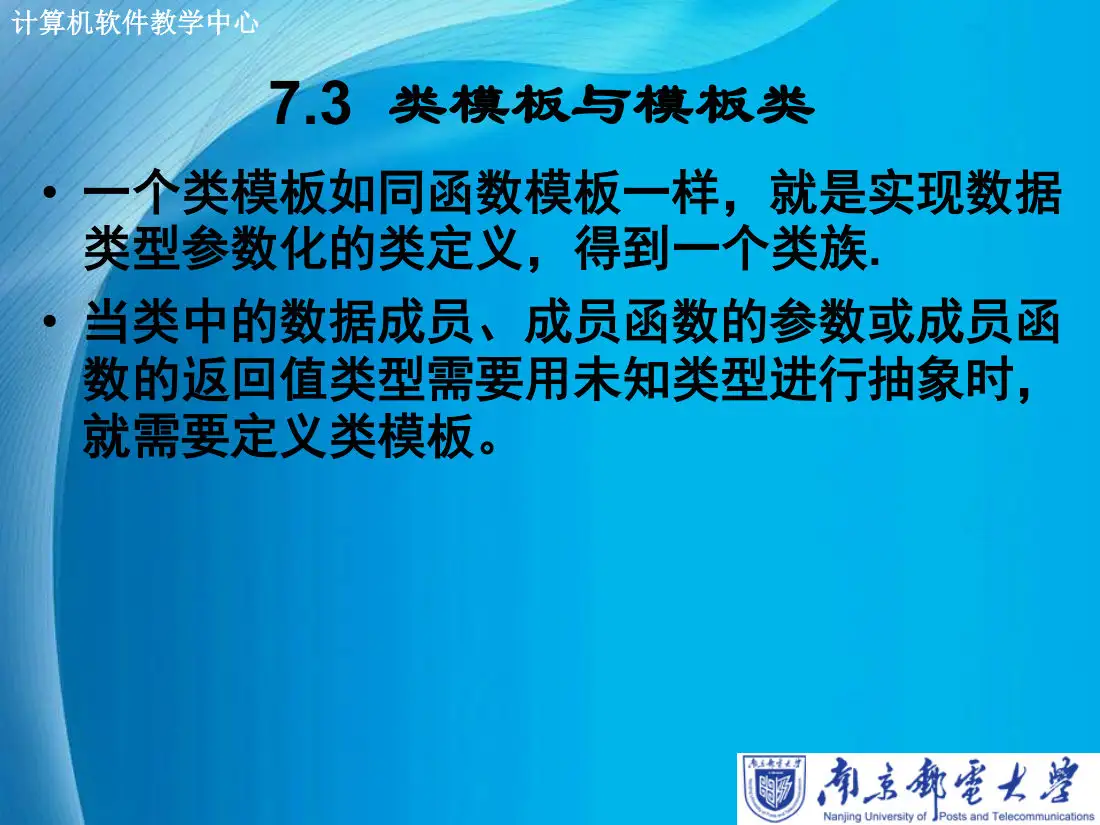 计算机软件教学中心
7.3 类模板与模板类
• 一个类模板如同函数模板一样，就是实现数据
类型参数化的类定义，得到一个类族.
• 当类中的数据成员、成员函数的参数或成员函
数的返回值类型需要用未知类型进行抽象时，
就需要定义类模板。
南京郵電大學
Nanjing University of Posts and Telecommunications